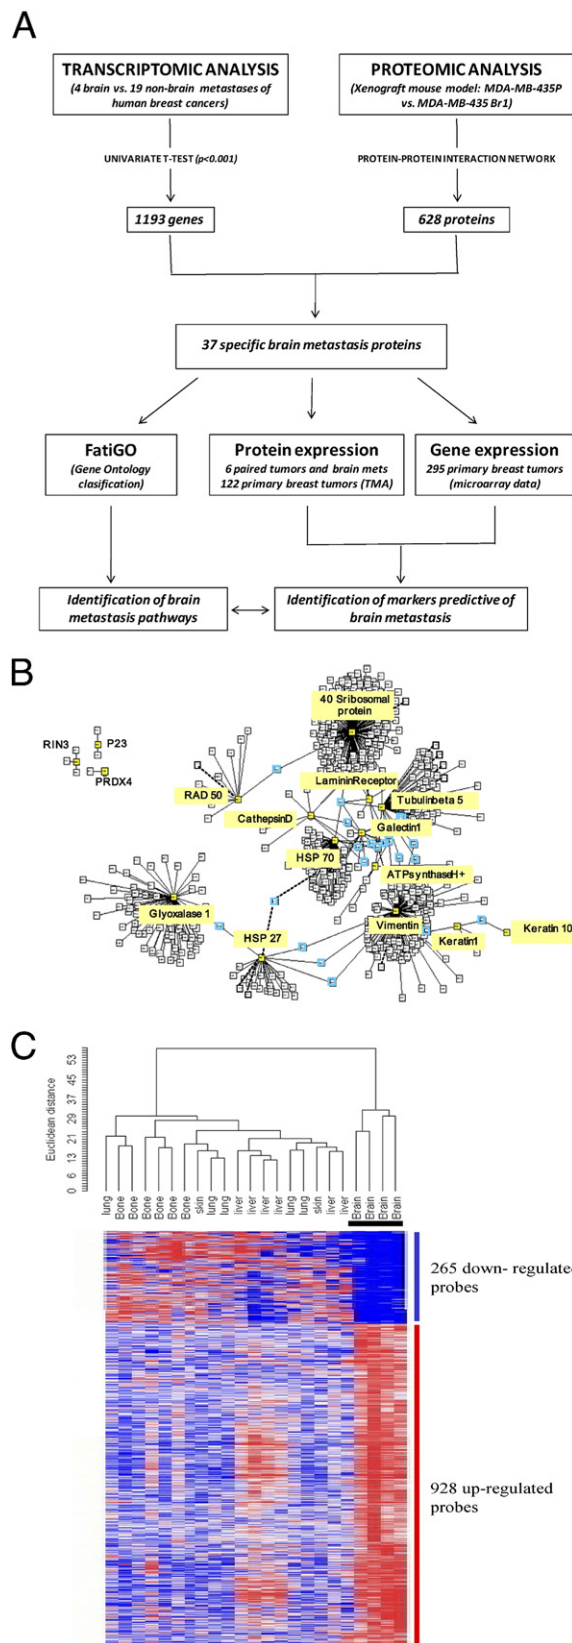 A
TRANSCRIPTOMIC ANALYSIS
(4 brain vs. 19 non-brain metastases of
human breast cancers)
PROTEOMIC ANALYSIS
(Xenograft mouse model: MDA-MB-435P
vs. MDA-MB-435 Br1)
UNIVARIATE T-TEST (p<0.001)
PROTEIN-PROTEIN INTERACTION NETWORK
1193 genes
628 proteins
37 specific brain metastasis proteins
FatiGO
(Gene Ontology
clasification)
Protein expression
6 paired tumors and brain mets
122 primary breast tumors (TMA)
Gene expression
295 primary breast tumors
(microarray data)
Identification of brain
metastasis pathways
Identification of markers predictive of
brain metastasis
B
40 Sribosomal
protein
RIN3
P23
PRDX4
RAD 50
LamininReceptor
Tubulinbeta 5
CathepsinD
Galectin1
HSP 70
ATPsynthaseH+
Glyoxalase 1
Vimentin
HSP 27
Keratin1
Keratin 10
C
Euclidean distance
0 6 13 21 29 37 45 53
lung
Bone
Bone
Bone
Bone
Bone
Bone
skin
lung
lung
liver
liver
liver
liver
lung
lung
skin
liver
liver
Brain
Brain
Brain
Brain
265 down- regulated
probes
928 up-regulated
probes